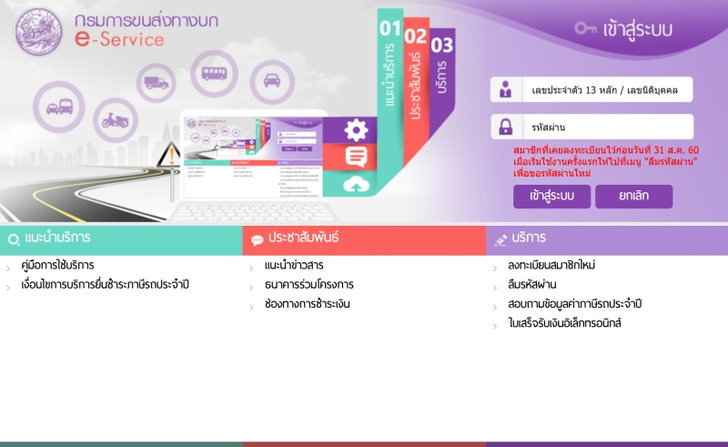 กรมการขนส่งทางบก
e-Service
01
แนะนำบริการ
02
ประชาสัมพันธ์
03
บริการ
เข้าสู่ระบบ
เลขประจำตัว 13 หลัก / เลขนิติบุคคล
รหัสผ่าน
สมาชิกที่เคยลงทะเบียนไว้ก่อนวันที่ 31 ส.ค. 60
เมื่อเริ่มใช้งานครั้งแรกให้ไปที่เมนู "ลืมรหัสผ่าน"
เพื่อขอรหัสผ่านใหม่
เข้าสู่ระบบ
ยกเลิก
แนะนำบริการ
คู่มือการใช้บริการ
เงื่อนไขการบริการยื่นชำระภาษีรถประจำปี
ประชาสัมพันธ์
แนะนำข่าวสาร
ธนาคารร่วมโครงการ
ช่องทางการชำระเงิน
บริการ
ลงทะเบียนสมาชิกใหม่
ลืมรหัสผ่าน
สอบถามข้อมูลค่าภาษีรถประจำปี
ใบเสร็จรับเงินอิเล็กทรอนิกส์